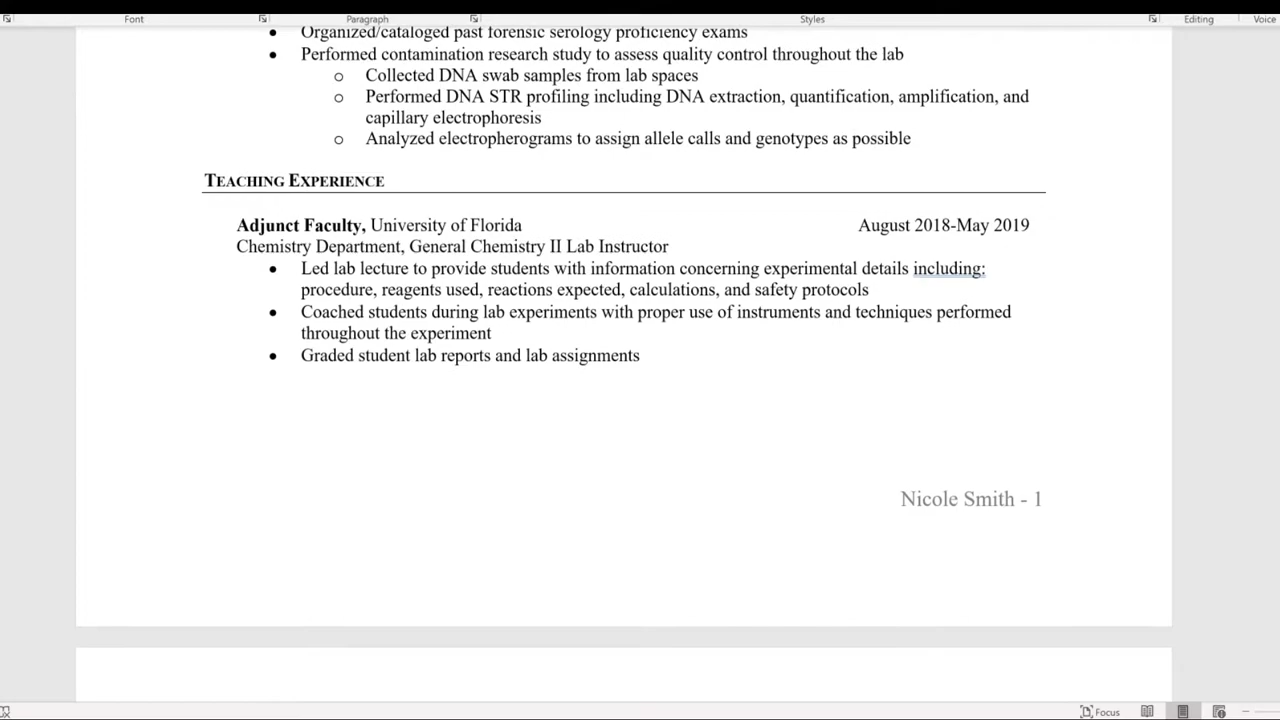 Font Paragraph Styles Editing Voice
• Organized/cataloged past forensic serology proficiency exams
• Performed contamination research study to assess quality control throughout the lab
o Collected DNA swab samples from lab spaces
o Performed DNA STR profiling including DNA extraction, quantification, amplification, and
capillary electrophoresis
o Analyzed electropherograms to assign allele calls and genotypes as possible
TEACHING EXPERIENCE
Adjunct Faculty, University of Florida August 2018-May 2019
Chemistry Department, General Chemistry II Lab Instructor
• Led lab lecture to provide students with information concerning experimental details including:
procedure, reagents used, reactions expected, calculations, and safety protocols
• Coached students during lab experiments with proper use of instruments and techniques performed
throughout the experiment
• Graded student lab reports and lab assignments
Nicole Smith - 1
Focus